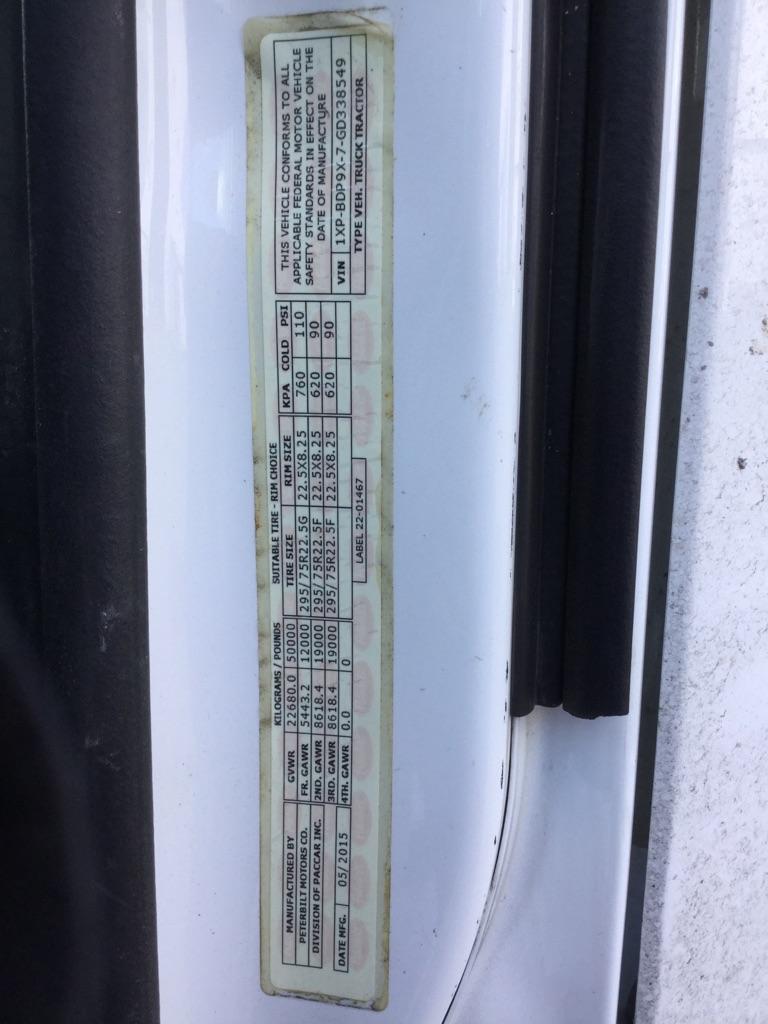 MANUFACTURED BY
PETERBILT MOTORS CO.
DIVISION OF PACCAR INC.
DATE MFG. 05/2015
KILOGRAMS / POUNDS
GVWR 22680.0 50000
FR. GAWR 5443.2 12000
2ND. GAWR 8618.4 19000
3RD. GAWR 8618.4 19000
4TH. GAWR 0.0 0
SUITABLE TIRE - RIM CHOICE
TIRE SIZE RIM SIZE KPA COLD PSI
295/75R22.5G 22.5X8.25 760 110
295/75R22.5F 22.5X8.25 620 90
295/75R22.5F 22.5X8.25 620 90
LABEL 22-01467
THIS VEHICLE CONFORMS TO ALL
APPLICABLE FEDERAL MOTOR VEHICLE
SAFETY STANDARDS IN EFFECT ON THE
DATE OF MANUFACTURE
VIN 1XP-BDP9X-7-GD338549
TYPE VEH. TRUCK TRACTOR